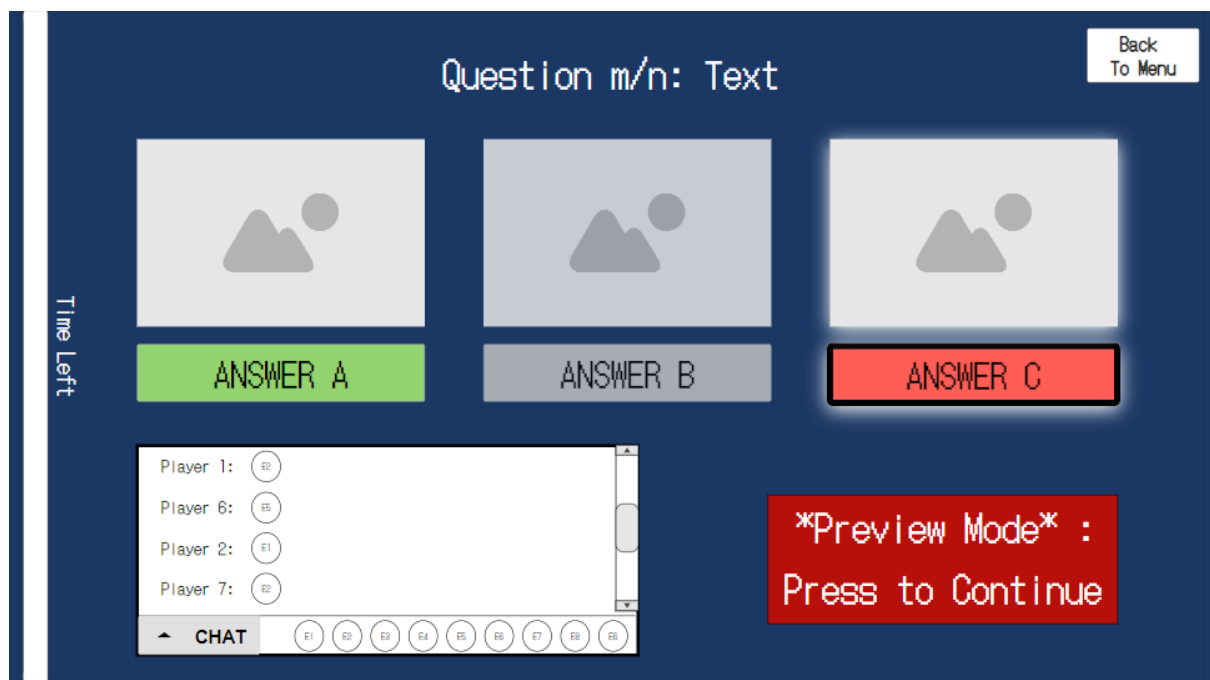 Question m/n: Text
Back
To Menu
Time Left
ANSWER A
ANSWER B
ANSWER C
Player 1: E2
Player 6: E5
Player 2: E1
Player 7: E2
CHAT
E1 E2 E3 E4 E5 E6 E7 E8 E6
*Preview Mode* :
Press to Continue